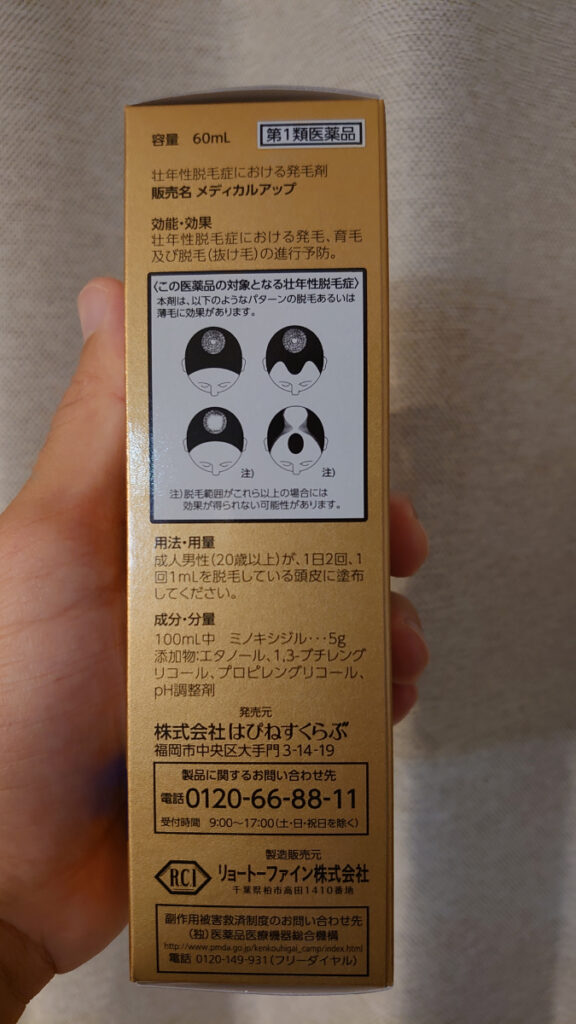 容量 60mL 第1類医薬品
壮年性脱毛症における発毛剤
販売名 メディカルアップ
効能・効果
壮年性脱毛症における発毛、育毛
及び脱毛(抜け毛)の進行予防。
〈この医薬品の対象となる壮年性脱毛症〉
本剤は、以下のようなパターンの脱毛あるいは
薄毛に効果があります。
注) 注)
注)脱毛範囲がこれら以上の場合には
効果が得られない可能性があります。
用法・用量
成人男性(20歳以上)が、1日2回、1
回1mLを脱毛している頭皮に塗布
してください。
成分・分量
100mL中 ミノキシジル･･･5g
添加物:エタノール、1,3-ブチレング
リコール、プロピレングリコール、
pH調整剤
発売元
株式会社はぴねすくらぶ
福岡市中央区大手門3-14-19
製品に関するお問い合わせ先
電話0120-66-88-11
受付時間 9:00〜17:00(土・日・祝日を除く)
製造販売元
R.C.I リョートーファイン株式会社
千葉県柏市高田1410番地
副作用被害救済制度のお問い合わせ先
(独)医薬品医療機器総合機構
http://www.pmda.go.jp/kenkouhigai_camp/index.html
電話 0120-149-931(フリーダイヤル)